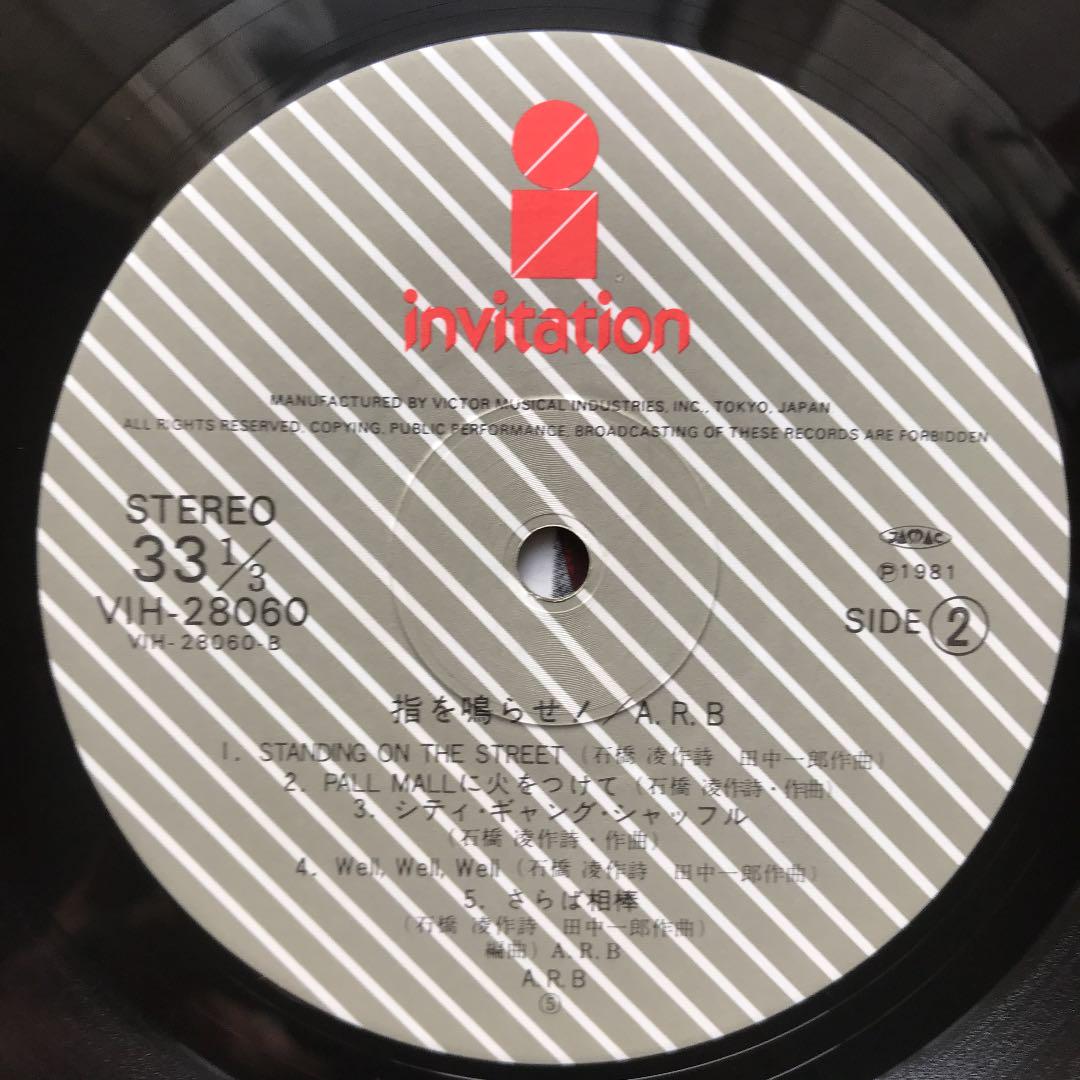 invitation
MANUFACTURED BY VICTOR MUSICAL INDUSTRIES, INC., TOKYO, JAPAN
ALL RIGHTS RESERVED. COPYING, PUBLIC PERFORMANCE, BROADCASTING OF THESE RECORDS ARE FORBIDDEN
STEREO
33 1/3
VIH-28060
VIH-28060-B
JASRAC
Ⓟ1981
SIDE ②
指を鳴らせ!/A.R.B
1. STANDING ON THE STREET (石橋 凌作詩 田中一郎作曲)
2. PALL MALLに火をつけて (石橋 凌作詩・作曲)
3. シティ・ギャング・シャッフル
(石橋 凌作詩・作曲)
4. Well, Well, Well (石橋 凌作詩 田中一郎作曲)
5. さらば相棒
(石橋 凌作詩 田中一郎作曲)
編曲) A.R.B
A.R.B
⑤